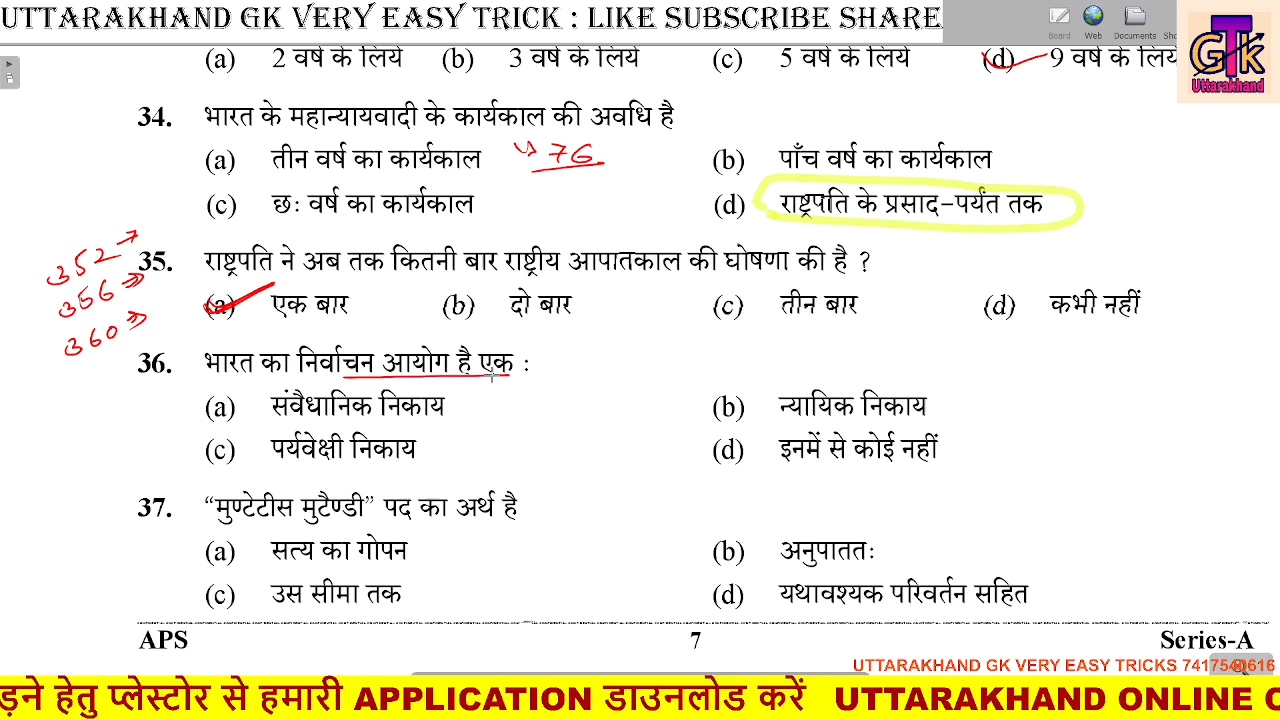 UTTARAKHAND GK VERY EASY TRICK : LIKE SUBSCRIBE SHARE
Board Web Documents
GTK
Uttarakhand
(a) 2 वर्ष के लिये (b) 3 वर्ष के लिये (c) 5 वर्ष के लिये (d) 9 वर्ष के लिये
34. भारत के महान्यायवादी के कार्यकाल की अवधि है
(a) तीन वर्ष का कार्यकाल 76 (b) पाँच वर्ष का कार्यकाल
(c) छः वर्ष का कार्यकाल (d) राष्ट्रपति के प्रसाद-पर्यंत तक
352
356
360
35. राष्ट्रपति ने अब तक कितनी बार राष्ट्रीय आपातकाल की घोषणा की है ?
(a) एक बार (b) दो बार (c) तीन बार (d) कभी नहीं
36. भारत का निर्वाचन आयोग है एक :
(a) संवैधानिक निकाय (b) न्यायिक निकाय
(c) पर्यवेक्षी निकाय (d) इनमें से कोई नहीं
37. “मुण्टेटीस मुटैण्डी” पद का अर्थ है
(a) सत्य का गोपन (b) अनुपाततः
(c) उस सीमा तक (d) यथावश्यक परिवर्तन सहित
APS 7 Series-A
UTTARAKHAND GK VERY EASY TRICKS 7417540616
ड़ने हेतु प्लेस्टोर से हमारी APPLICATION डाउनलोड करें UTTARAKHAND ONLINE